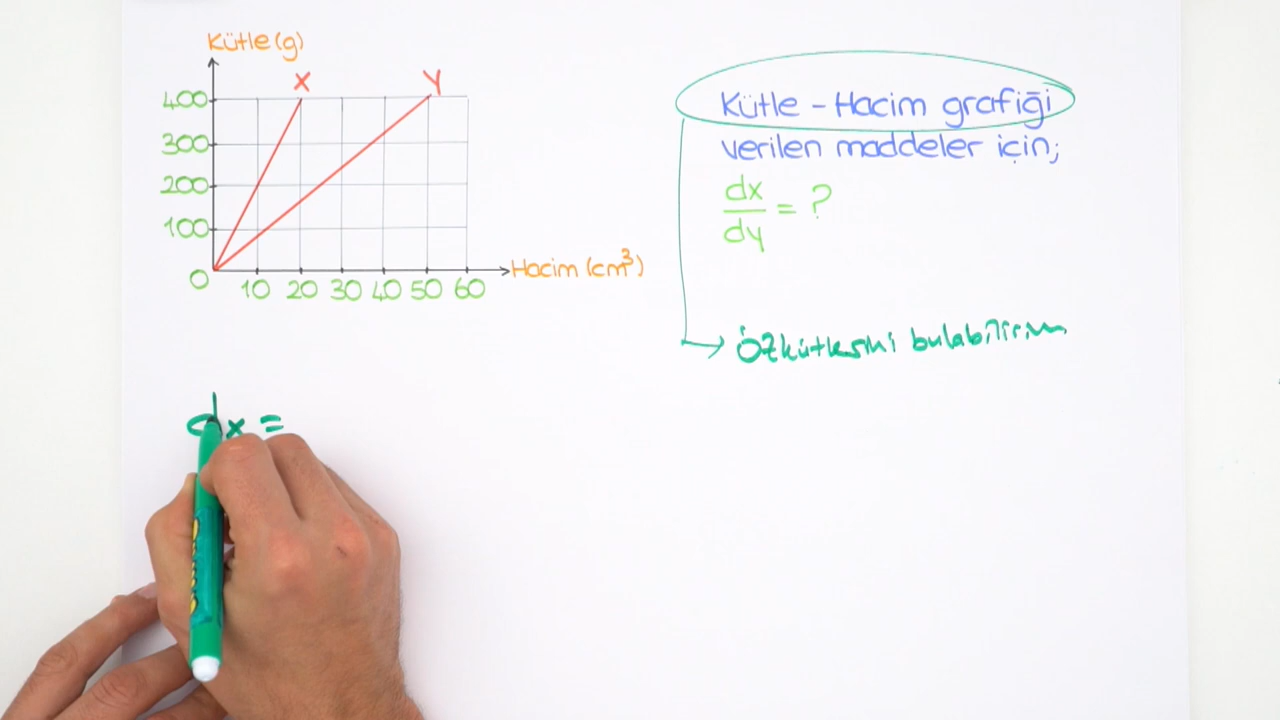 Kütle (g)
X
Y
400
300
200
100
0
10 20 30 40 50 60
Hacim (cm³)
Kütle - Hacim grafiği
verilen maddeler için;
dx
dy
= ?
Özkütlesini bulabilirim
dx =